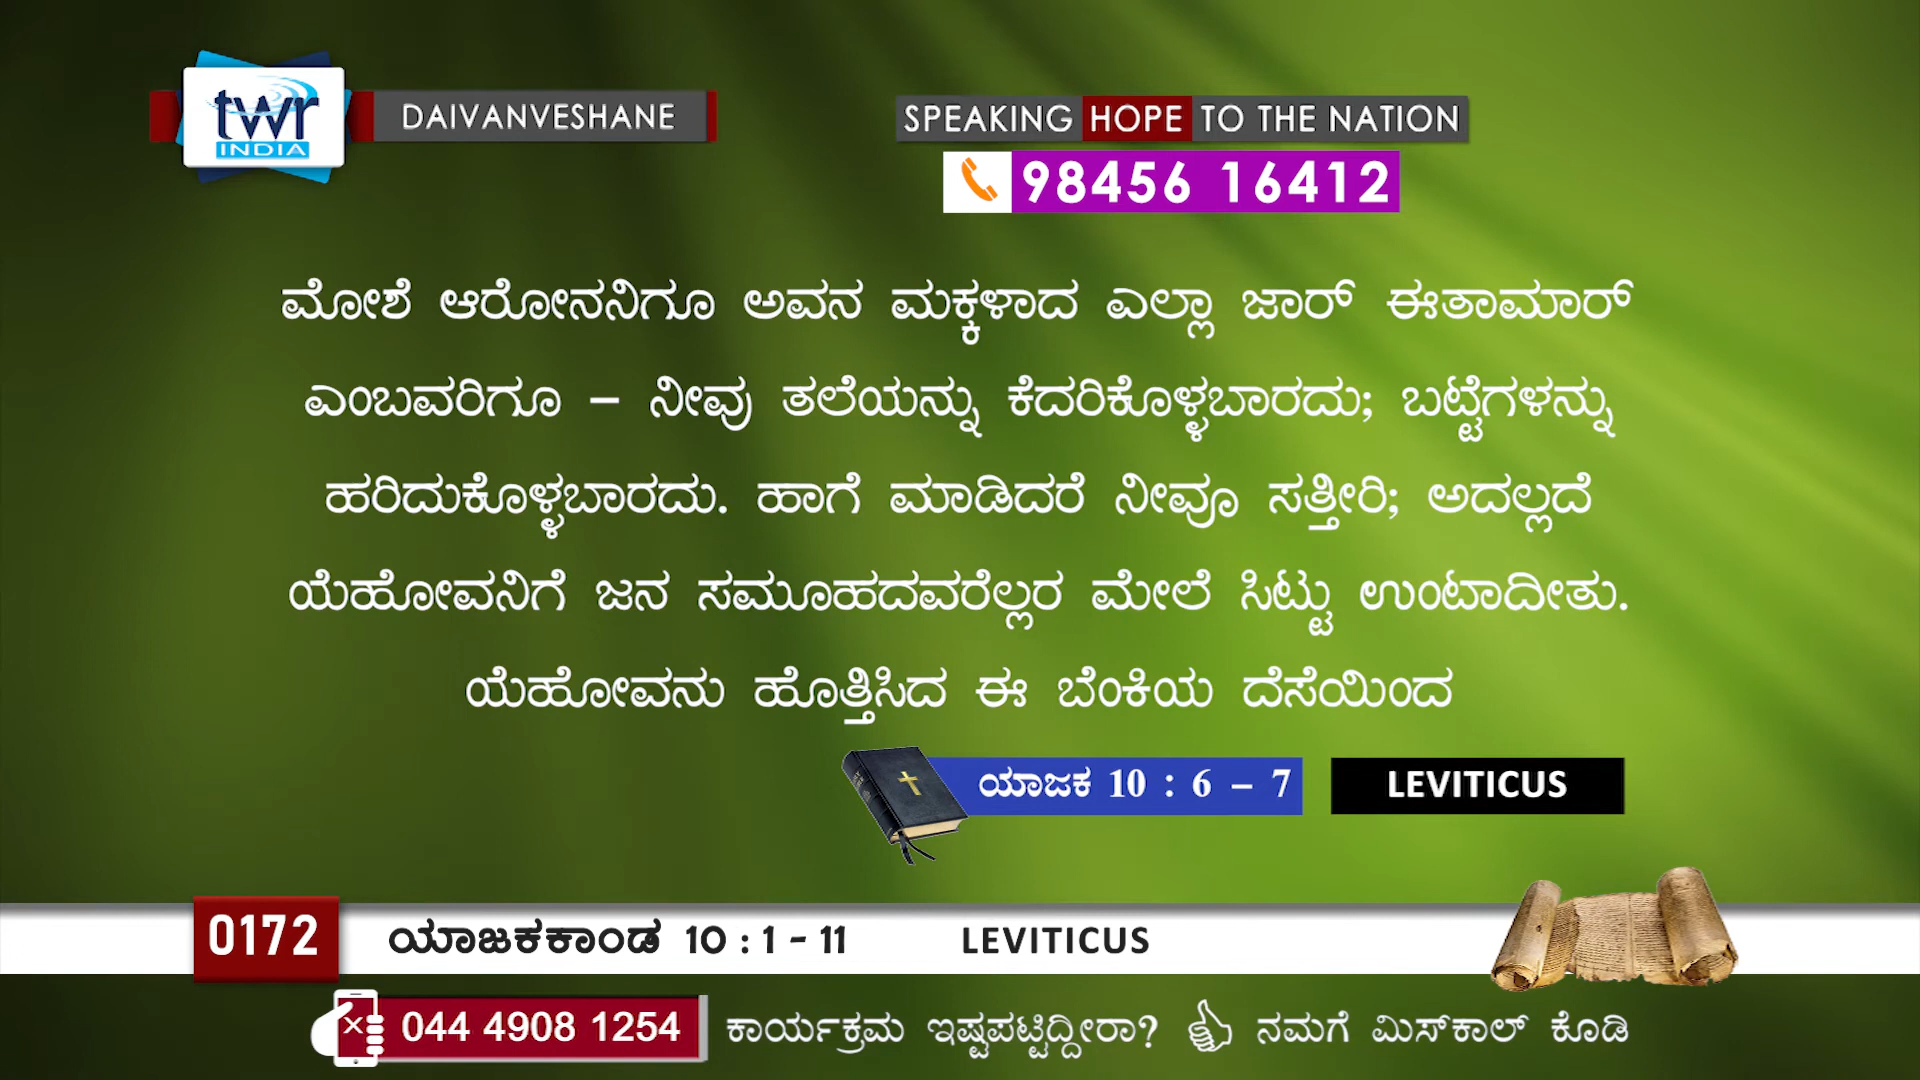 twr
INDIA
DAIVANVESHANE
SPEAKING HOPE TO THE NATION
98456 16412
ಮೋಶೆ ಆರೋನನಿಗೂ ಅವನ ಮಕ್ಕಳಾದ ಎಲ್ಲಾ ಜಾರ್ ಈತಾಮಾರ್
ಎಂಬವರಿಗೂ – ನೀವು ತಲೆಯನ್ನು ಕೆದರಿಕೊಳ್ಳಬಾರದು; ಬಟ್ಟೆಗಳನ್ನು
ಹರಿದುಕೊಳ್ಳಬಾರದು. ಹಾಗೆ ಮಾಡಿದರೆ ನೀವೂ ಸತ್ತೀರಿ; ಅದಲ್ಲದೆ
ಯೆಹೋವನಿಗೆ ಜನ ಸಮೂಹದವರೆಲ್ಲರ ಮೇಲೆ ಸಿಟ್ಟು ಉಂಟಾದೀತು.
ಯೆಹೋವನು ಹೊತ್ತಿಸಿದ ಈ ಬೆಂಕಿಯ ದೆಸೆಯಿಂದ
ಯಾಜಕ 10 : 6 – 7 LEVITICUS
0172 ಯಾಜಕಕಾಂಡ 10 : 1 - 11 LEVITICUS
044 4908 1254 ಕಾರ್ಯಕ್ರಮ ಇಷ್ಟಪಟ್ಟಿದ್ದೀರಾ? ನಮಗೆ ಮಿಸ್‌ಕಾಲ್ ಕೊಡಿ